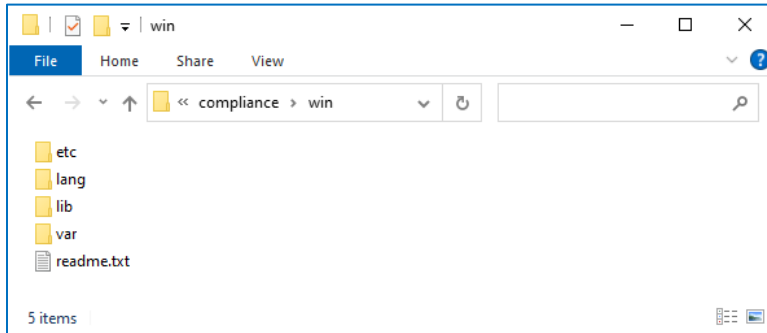 win
File Home Share View ?
« compliance > win
etc
lang
lib
var
readme.txt
5 items